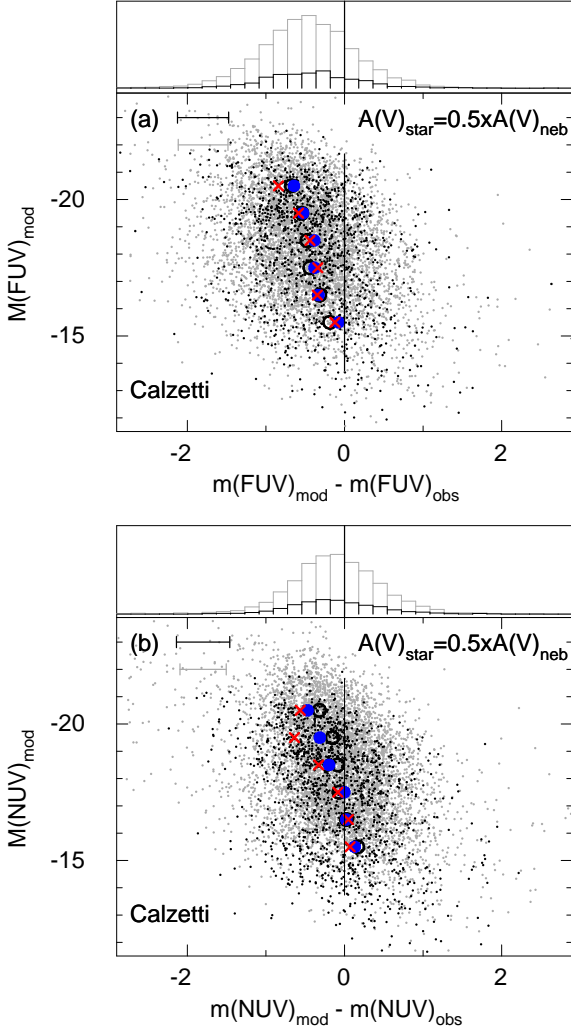 (a) A(V)star=0.5xA(V)neb
-20
M(FUV)mod
-15
Calzetti
-2 0 2
m(FUV)mod - m(FUV)obs
(b) A(V)star=0.5xA(V)neb
-20
M(NUV)mod
-15
Calzetti
-2 0 2
m(NUV)mod - m(NUV)obs